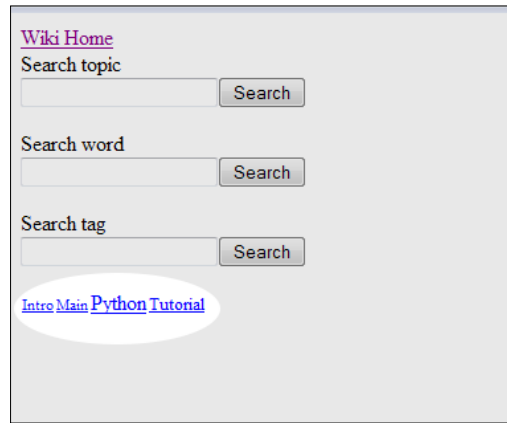 Wiki Home
Search topic
Search
Search word
Search
Search tag
Search
Intro Main Python Tutorial